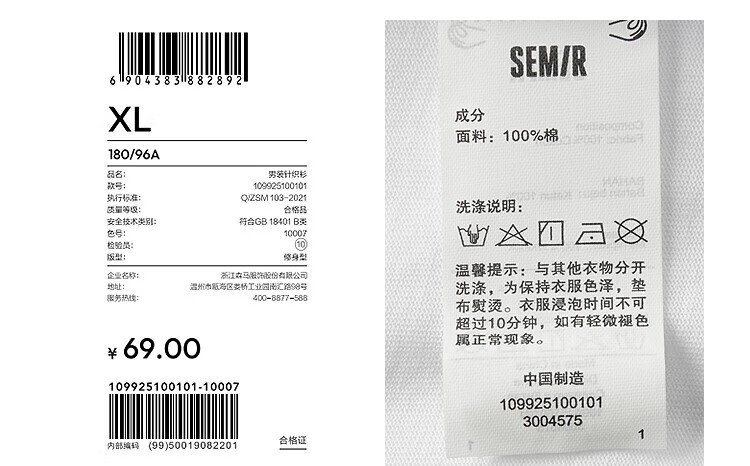 6 904383 882892
XL
180/96A
品名: 男装针织衫
款号: 109925100101
执行标准: Q/ZSM 103-2021
质量等级: 合格品
安全技术类别: 符合GB 18401 B类
色号: 10007
检验员: 10
版型: 修身型
企业名称: 浙江森马服饰股份有限公司
地址: 温州市瓯海区娄桥工业园南汇路98号
服务热线: 400-8877-588
¥ 69.00
109925100101-10007
内部编码 (99)50019082201
合格证
SEMIR
成分
面料: 100%棉
洗涤说明:
温馨提示: 与其他衣物分开
洗涤, 为保持衣服色泽, 垫
布熨烫。衣服浸泡时间不可
超过10分钟, 如有轻微褪色
属正常现象。
中国制造
109925100101
3004575
1